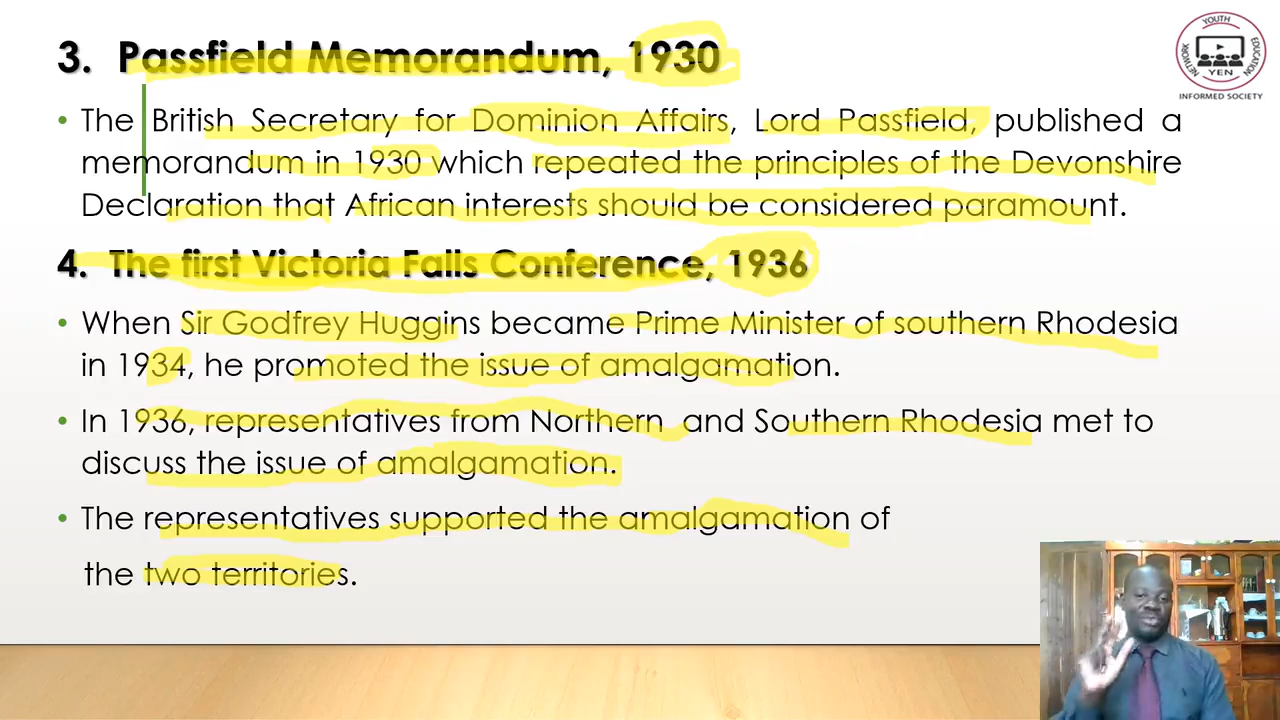 3. Passfield Memorandum, 1930
• The British Secretary for Dominion Affairs, Lord Passfield, published a
memorandum in 1930 which repeated the principles of the Devonshire
Declaration that African interests should be considered paramount.
4. The first Victoria Falls Conference, 1936
• When Sir Godfrey Huggins became Prime Minister of southern Rhodesia
in 1934, he promoted the issue of amalgamation.
• In 1936, representatives from Northern and Southern Rhodesia met to
discuss the issue of amalgamation.
• The representatives supported the amalgamation of
the two territories.
YOUTH
EDUCATION
NETWORK
YEN
INFORMED SOCIETY